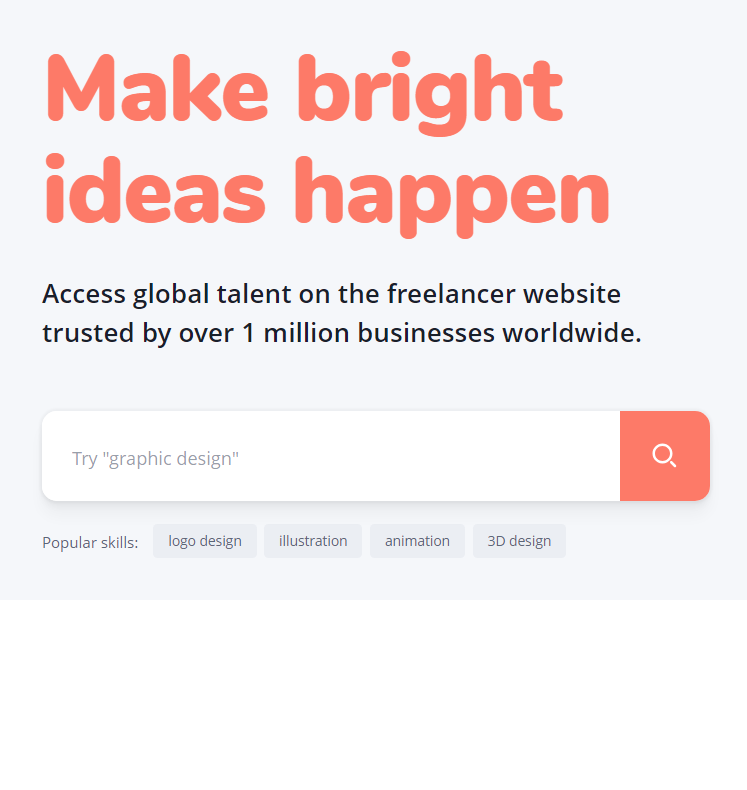 Make bright
ideas happen
Access global talent on the freelancer website
trusted by over 1 million businesses worldwide.
Try "graphic design"
Popular skills: logo design illustration animation 3D design